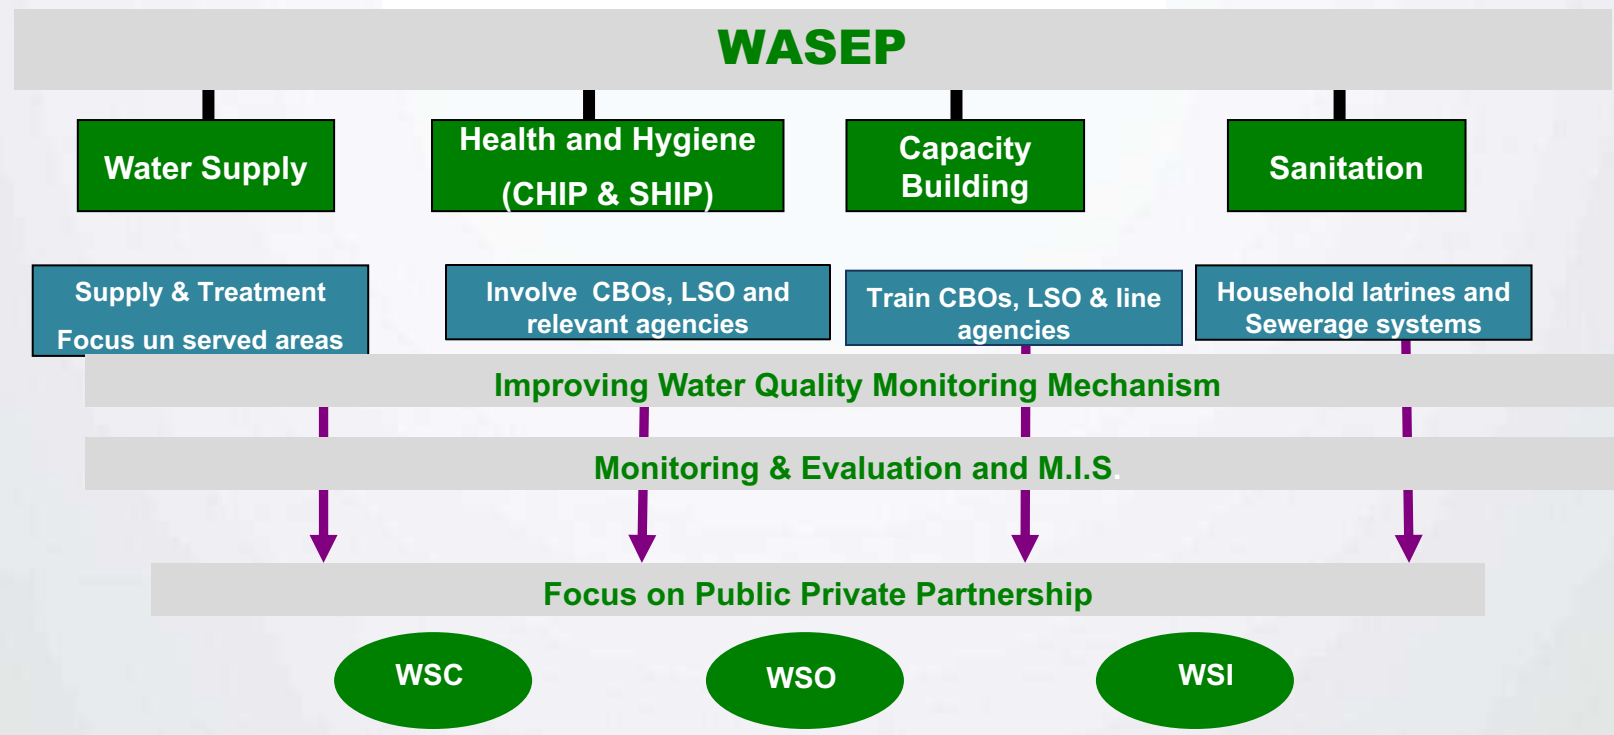 WASEP
Water Supply
Health and Hygiene
(CHIP & SHIP)
Capacity
Building
Sanitation
Supply & Treatment
Focus un served areas
Involve CBOs, LSO and
relevant agencies
Train CBOs, LSO & line
agencies
Household latrines and
Sewerage systems
Improving Water Quality Monitoring Mechanism
Monitoring & Evaluation and M.I.S.
Focus on Public Private Partnership
WSC
WSO
WSI